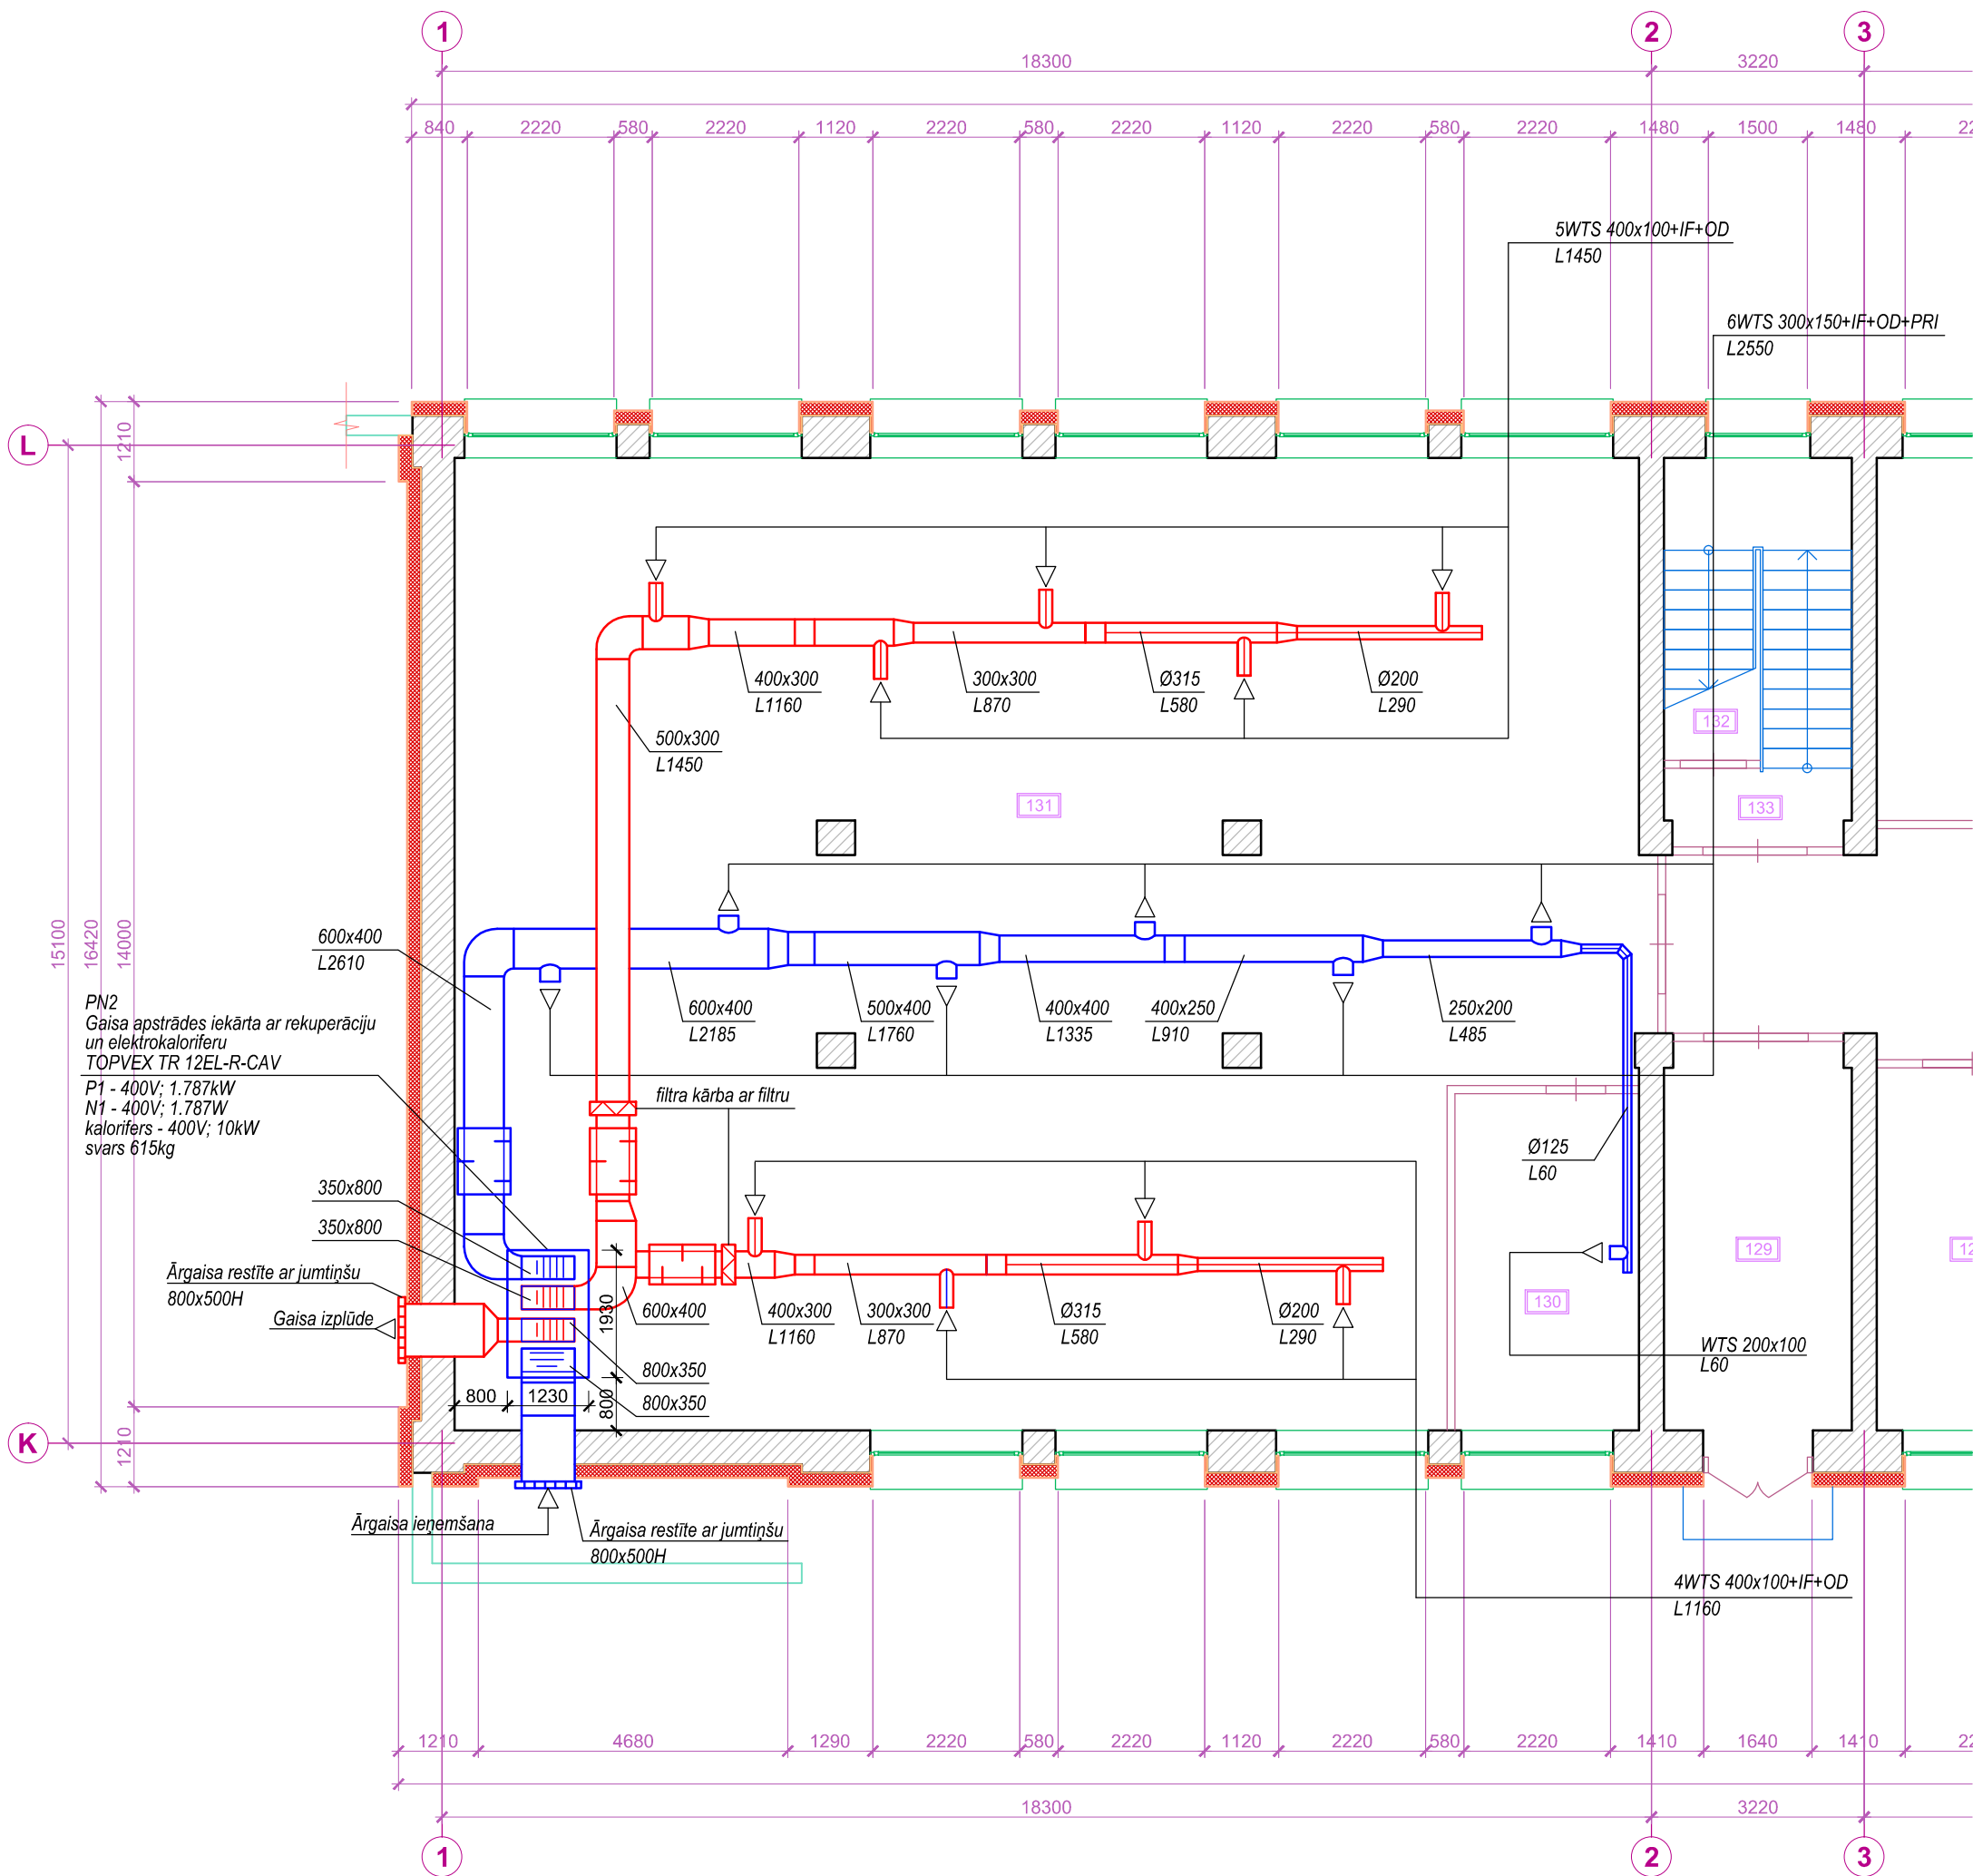 1
2
3
18300
3220
840
2220
580
2220
1120
2220
580
2220
1120
2220
580
2220
1480
1500
1480
5WTS 400x100+IF+OD
L1450
6WTS 300x150+IF+OD+PRI
L2550
L
1210
15100
16420
14000
1210
K
400x300
L1160
300x300
L870
Ø315
L580
Ø200
L290
500x300
L1450
132
131
133
600x400
L2610
600x400
L2185
500x400
L1760
400x400
L1335
400x250
L910
250x200
L485
PN2
Gaisa apstrādes iekārta ar rekuperāciju
un elektrokaloriferu
TOPVEX TR 12EL-R-CAV
P1 - 400V; 1.787kW
N1 - 400V; 1.787W
kalorifers - 400V; 10kW
svars 615kg
filtra kārba ar filtru
Ø125
L60
350x800
350x800
Ārgaisa restīte ar jumtiņšu
800x500H
Gaisa izplūde
1930
600x400
400x300
L1160
300x300
L870
Ø315
L580
Ø200
L290
129
130
WTS 200x100
L60
800x350
800x350
800
1230
800
Ārgaisa ieņemšana
Ārgaisa restīte ar jumtiņšu
800x500H
4WTS 400x100+IF+OD
L1160
1210
4680
1290
2220
580
2220
1120
2220
580
2220
1410
1640
1410
18300
3220
1
2
3